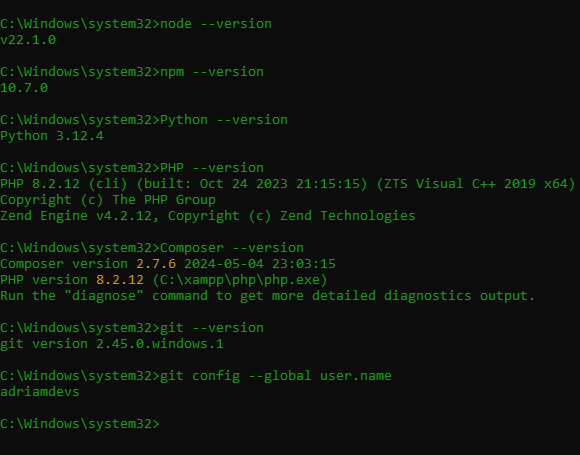 C:\Windows\system32>node --version
v22.1.0
C:\Windows\system32>npm --version
10.7.0
C:\Windows\system32>Python --version
Python 3.12.4
C:\Windows\system32>PHP --version
PHP 8.2.12 (cli) (built: Oct 24 2023 21:15:15) (ZTS Visual C++ 2019 x64)
Copyright (c) The PHP Group
Zend Engine v4.2.12, Copyright (c) Zend Technologies
C:\Windows\system32>Composer --version
Composer version 2.7.6 2024-05-04 23:03:15
PHP version 8.2.12 (C:\xampp\php\php.exe)
Run the "diagnose" command to get more detailed diagnostics output.
C:\Windows\system32>git --version
git version 2.45.0.windows.1
C:\Windows\system32>git config --global user.name
adriamdevs
C:\Windows\system32>